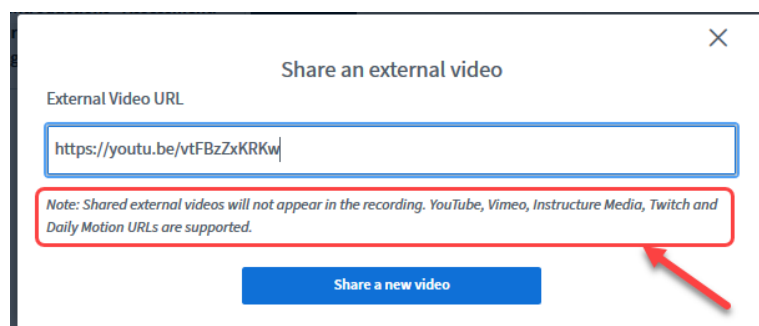 Share an external video
External Video URL
https://youtu.be/vtFBzZxKRKw
Note: Shared external videos will not appear in the recording. YouTube, Vimeo, Instructure Media, Twitch and
Daily Motion URLs are supported.
Share a new video